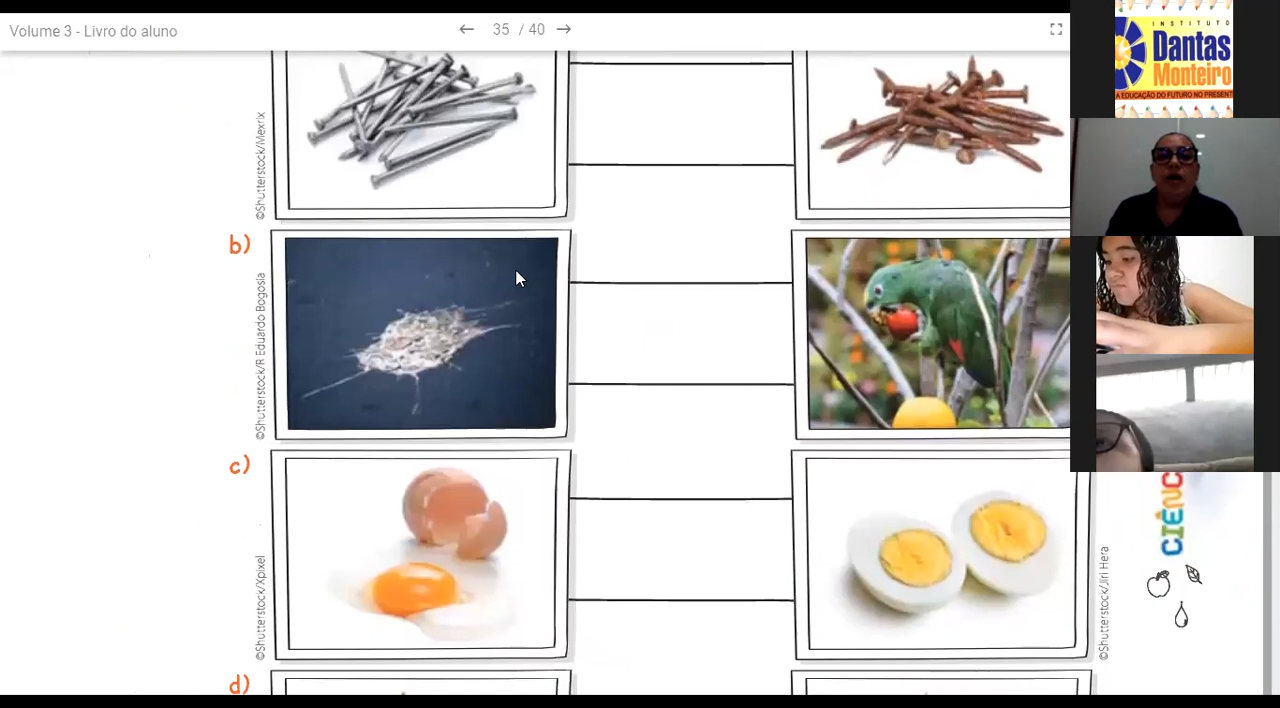 Volume 3 - Livro do aluno
35 / 40
INSTITUTO
Dantas
Monteiro
A EDUCAÇÃO DO FUTURO NO PRESENT
©Shutterstock/Mexrix
b)
©Shutterstock/R Eduardo Bogosia
c)
©Shutterstock/Xpixel
CIÊNC
©Shutterstock/Jiri Hera
d)